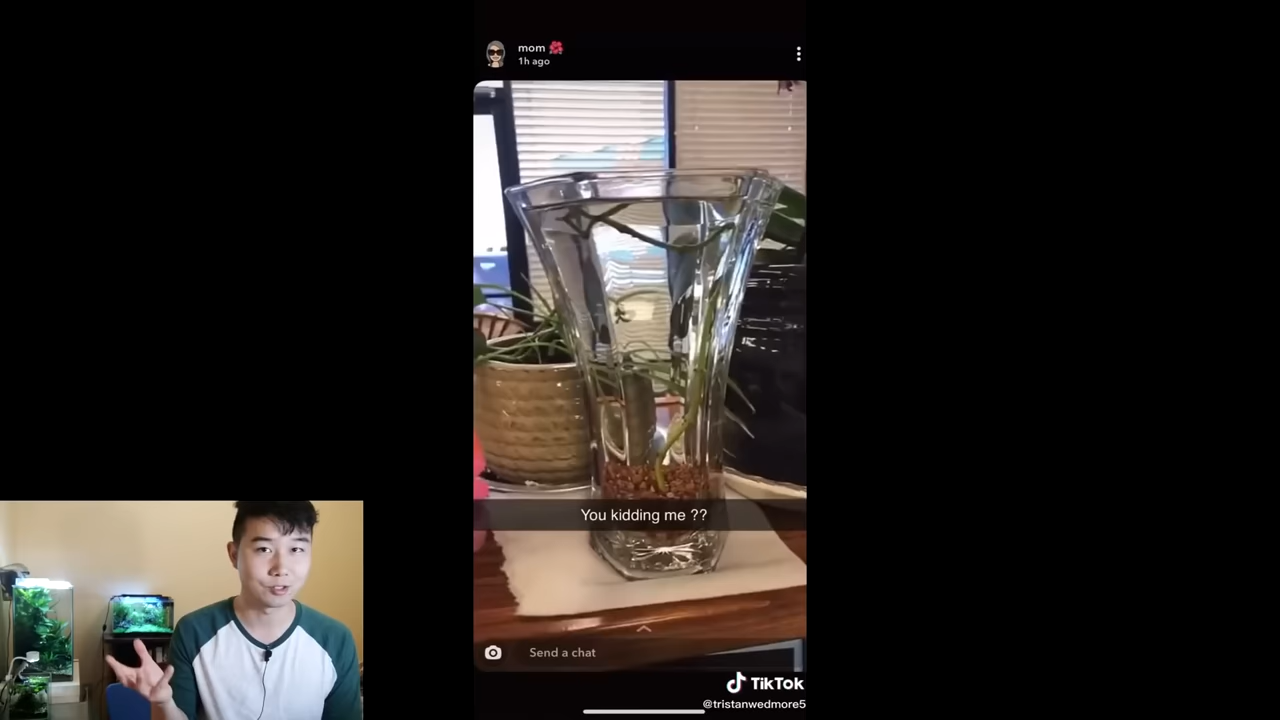 mom
1h ago
You kidding me ??
Send a chat
TikTok
@tristanwedmore5